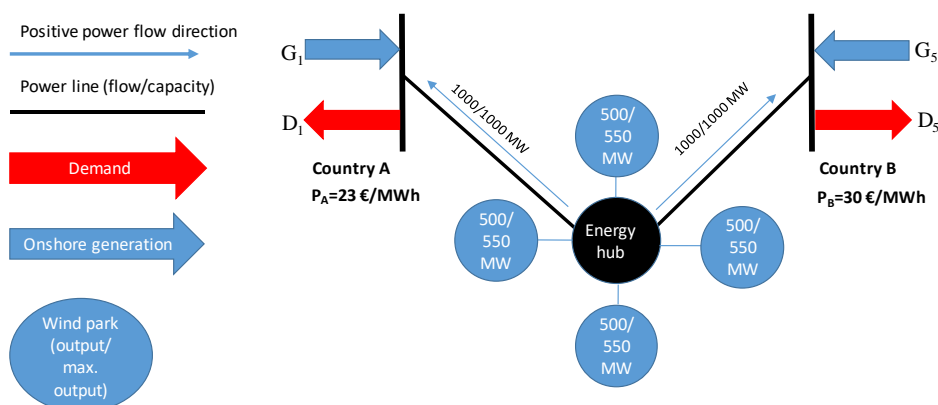 Positive power flow direction
Power line (flow/capacity)
Demand
Onshore generation
Wind park
(output/
max.
output)
G1
D1
Country A
PA=23 €/MWh
1000/1000 MW
500/
550
MW
500/
550
MW
Energy
hub
500/
550
MW
500/
550
MW
1000/1000 MW
G5
D5
Country B
PB=30 €/MWh